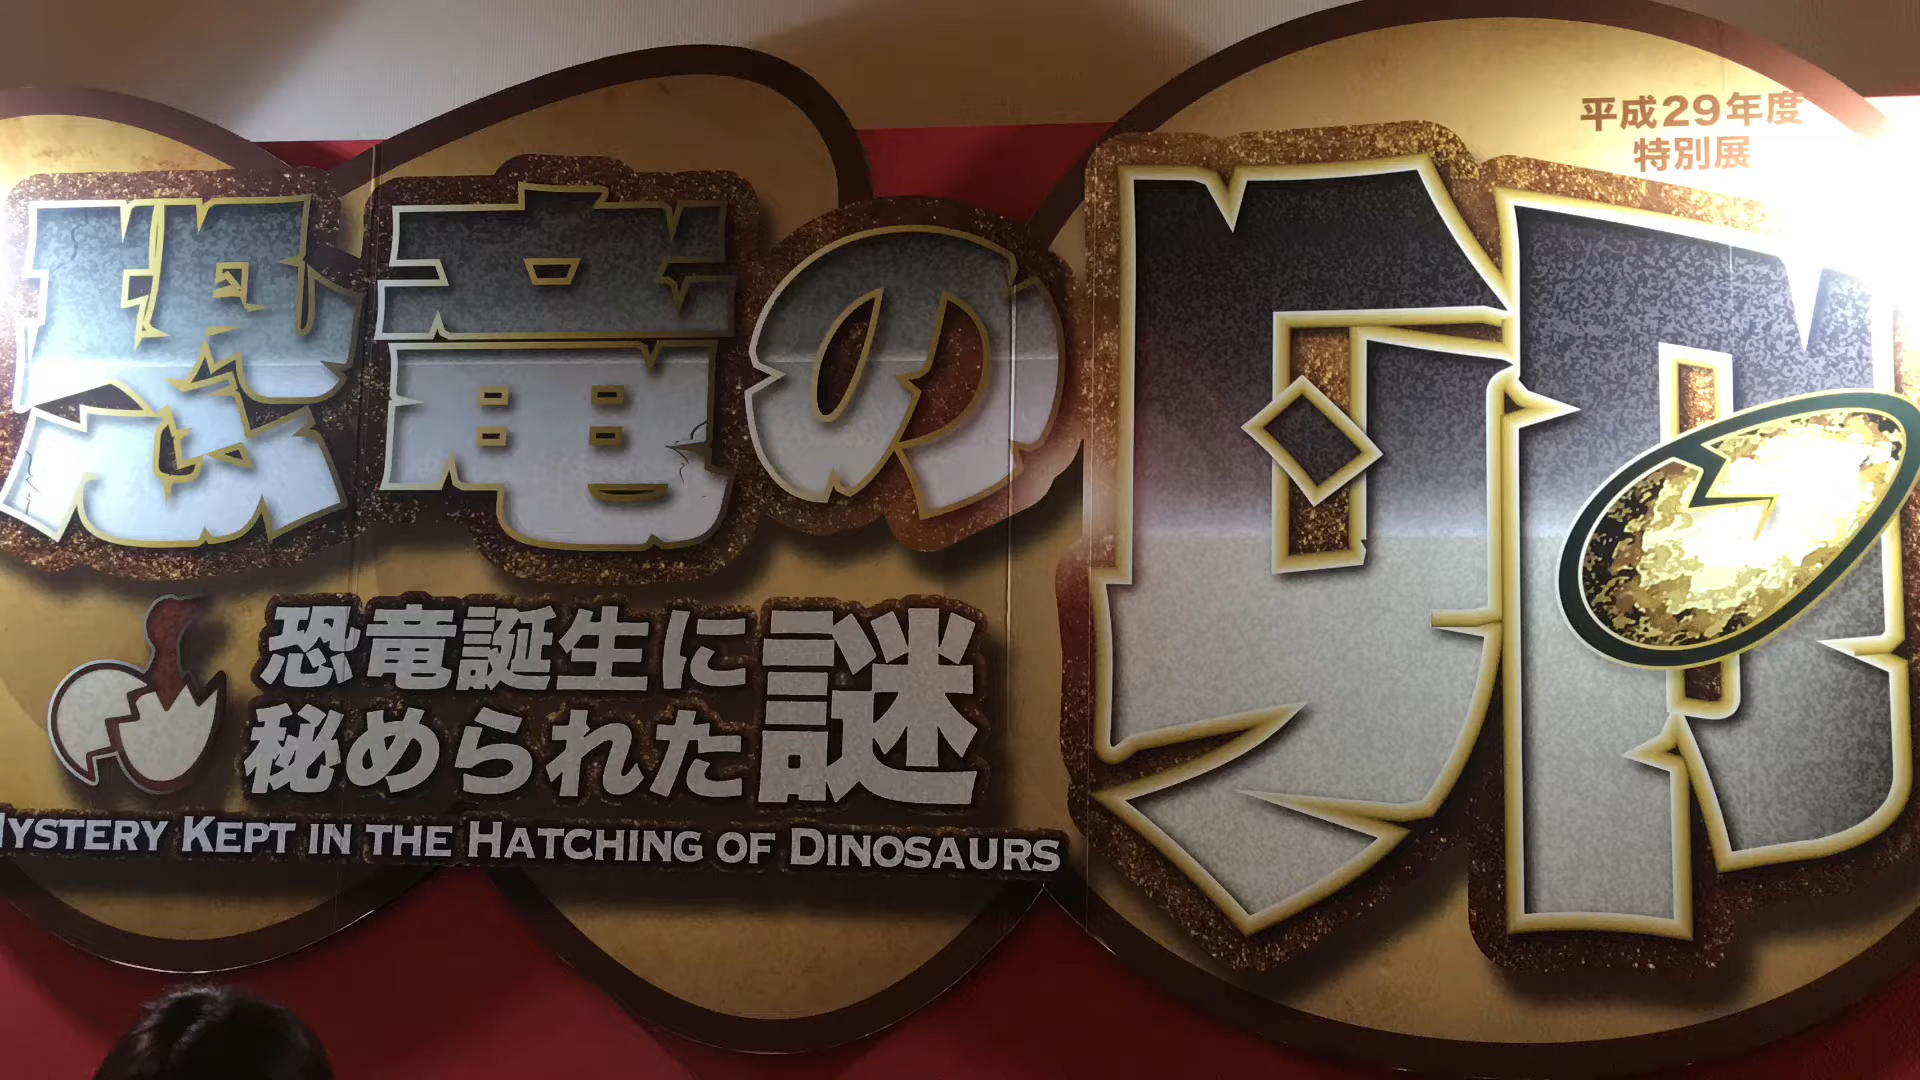 平成29年度
特別展
恐竜の卵
恐竜誕生に
秘められた謎
MYSTERY KEPT IN THE HATCHING OF DINOSAURS